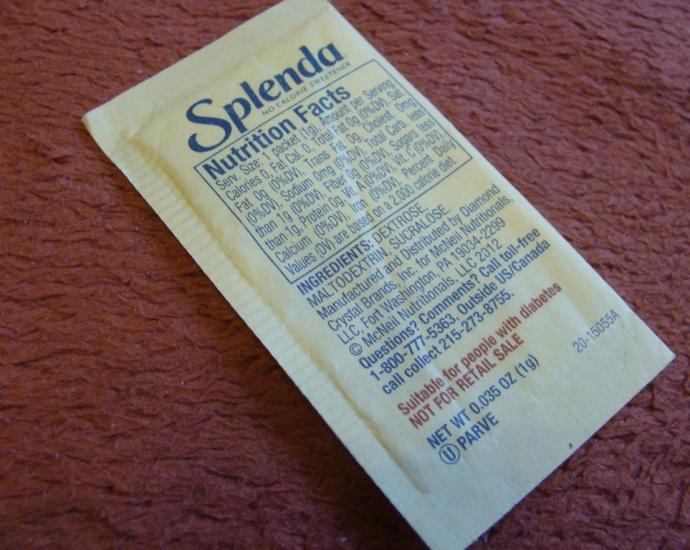 Splenda
NO CALORIE SWEETENER
Nutrition Facts
Serv. Size: 1 packet (1g), Amount per Serving:
Calories 0, Fat Cal. 0, Total Fat 0g (0%DV), Sat.
Fat 0g (0%DV), Trans Fat 0g, Cholest. 0mg
(0%DV), Sodium 0mg (0%DV), Total Carb. less
than 1g (0%DV), Fiber 0g (0%DV), Sugars less
than 1g, Protein 0g, Vit. A (0%DV) Vit. C (0%DV),
Calcium (0%DV), Iron (0%DV). Percent Daily
Values (DV) are based on a 2,000 calorie diet.
INGREDIENTS: DEXTROSE,
MALTODEXTRIN, SUCRALOSE
Manufactured and Distributed by Diamond
Crystal Brands, Inc. for McNeil Nutritionals,
LLC, Fort Washington, PA 19034-2299
© McNeil Nutritionals, LLC 2012
Questions? Comments? Call toll-free
1-800-777-5363. Outside US/Canada
call collect 215-273-8755.
Suitable for people with diabetes
NOT FOR RETAIL SALE
20-15055A
NET WT 0.035 OZ (1g)
U PARVE